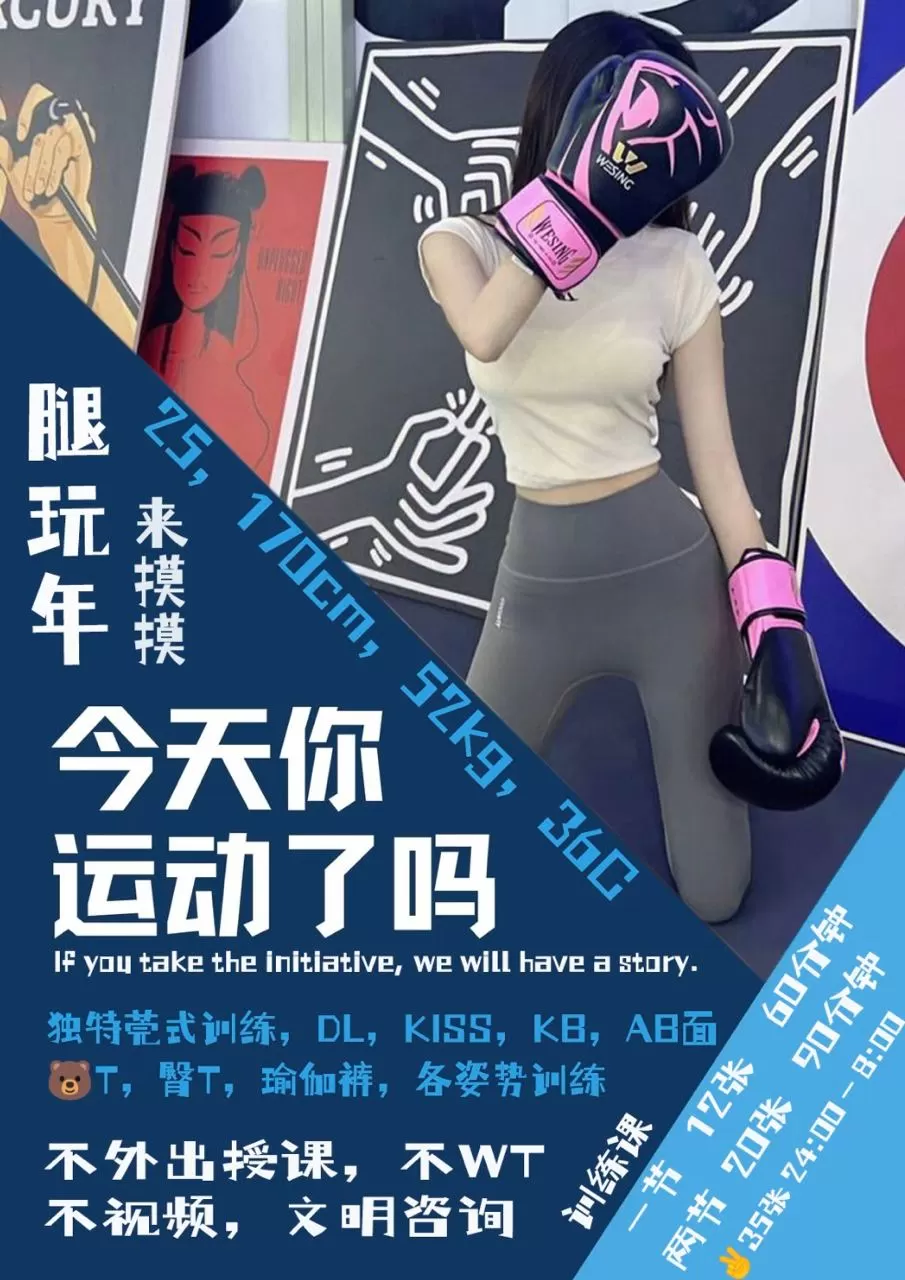 RCURY
UNPLUGGED
NIGHT
WESING
WESING
腿玩年
来摸摸
25, 170cm, 52kg, 36C
今天你
运动了吗
If you take the initiative, we will have a story.
独特莞式训练，DL，KISS，KB，AB面
🐻T，臀T，瑜伽裤，各姿势训练
不外出授课，不WT
不视频，文明咨询
训练课
一节 12张 60分钟
两节 20张 90分钟
✌️35张 24:00－8:00